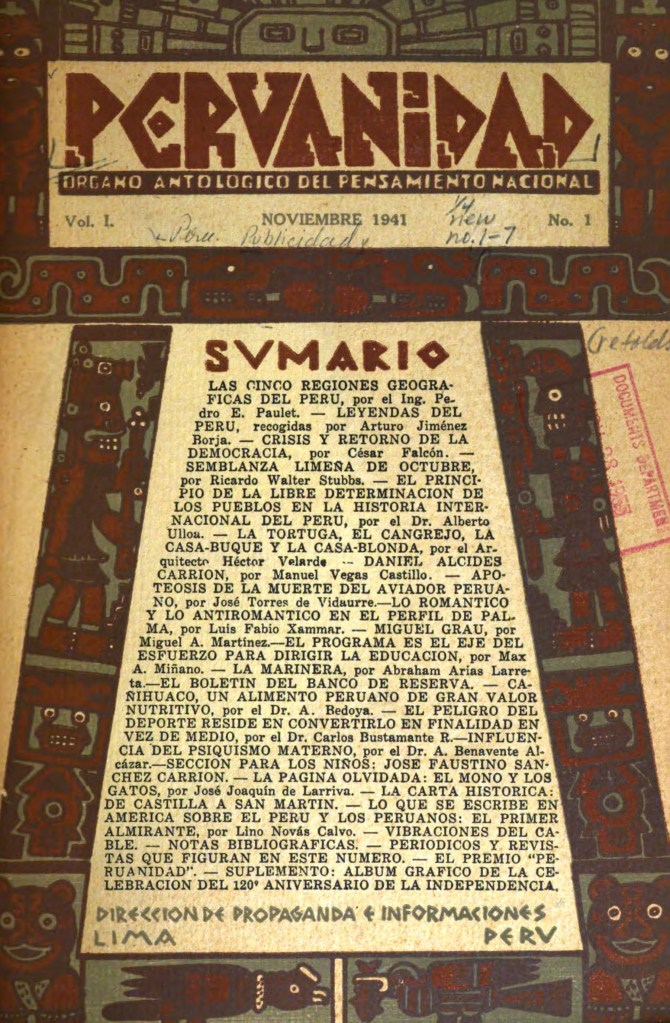 PERVANIDAD
ORGANO ANTOLOGICO DEL PENSAMIENTO NACIONAL
Vol. I. NOVIEMBRE 1941 No. 1
Peru. Publicidad
no. 1-7
SVMARIO
LAS CINCO REGIONES GEOGRA-
FICAS DEL PERU, por el Ing. Pe-
dro E. Paulet. — LEYENDAS DEL
PERU, recogidas por Arturo Jiménez
Borja. — CRISIS Y RETORNO DE LA
DEMOCRACIA, por César Falcón. —
SEMBLANZA LIMEÑA DE OCTUBRE,
por Ricardo Walter Stubbs. — EL PRINCI-
PIO DE LA LIBRE DETERMINACION DE
LOS PUEBLOS EN LA HISTORIA INTER-
NACIONAL DEL PERU, por el Dr. Alberto
Ulloa. — LA TORTUGA, EL CANGREJO, LA
CASA-BUQUE Y LA CASA-BLONDA, por el Ar-
quitecto Héctor Velarde -- DANIEL ALCIDES
CARRION, por Manuel Vegas Castillo. — APO-
TEOSIS DE LA MUERTE DEL AVIADOR PERUA-
NO, por José Torres de Vidaurre.—LO ROMANTICO
Y LO ANTIROMANTICO EN EL PERFIL DE PAL-
MA, por Luis Fabio Xammar. — MIGUEL GRAU, por
Miguel A. Martínez.—EL PROGRAMA ES EL EJE DEL
ESFUERZO PARA DIRIGIR LA EDUCACION, por Max
A. Miñano. — LA MARINERA, por Abraham Arias Larre-
ta.—EL BOLETIN DEL BANCO DE RESERVA. — CA-
ÑIHUACO, UN ALIMENTO PERUANO DE GRAN VALOR
NUTRITIVO, por el Dr. A. Bedoya. — EL PELIGRO DEL
DEPORTE RESIDE EN CONVERTIRLO EN FINALIDAD EN
VEZ DE MEDIO, por el Dr. Carlos Bustamante R.—INFLUEN-
CIA DEL PSIQUISMO MATERNO, por el Dr. A. Benavente Al-
cázar.—SECCION PARA LOS NIÑOS: JOSE FAUSTINO SAN-
CHEZ CARRION. — LA PAGINA OLVIDADA: EL MONO Y LOS
GATOS, por José Joaquín de Larriva. — LA CARTA HISTORICA:
DE CASTILLA A SAN MARTIN. — LO QUE SE ESCRIBE EN
AMERICA SOBRE EL PERU Y LOS PERUANOS: EL PRIMER
ALMIRANTE, por Lino Novás Calvo. — VIBRACIONES DEL CA-
BLE. — NOTAS BIBLIOGRAFICAS. — PERIODICOS Y REVIS-
TAS QUE FIGURAN EN ESTE NUMERO. — EL PREMIO "PE-
RUANIDAD". — SUPLEMENTO: ALBUM GRAFICO DE LA CE-
LEBRACION DEL 120º ANIVERSARIO DE LA INDEPENDENCIA.
DIRECCION DE PROPAGANDA E INFORMACIONES
LIMA PERV
DOCUMENTS DEPARTMENT